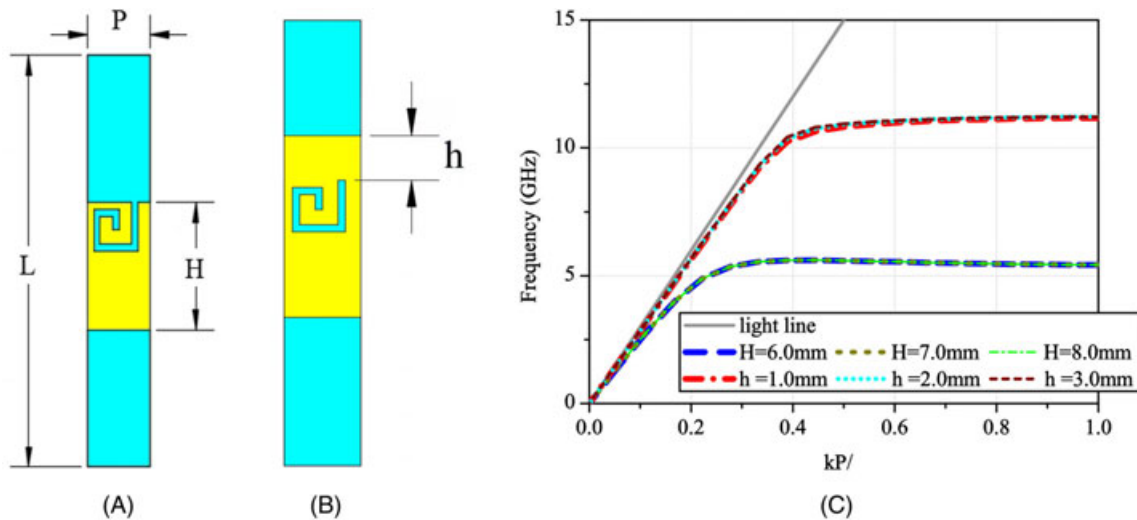 P
L
H
(A)
h
(B)
15
10
5
0
Frequency (GHz)
light line
H=6.0mm H=7.0mm H=8.0mm
h =1.0mm h =2.0mm h =3.0mm
0.0 0.2 0.4 0.6 0.8 1.0
kP/
(C)